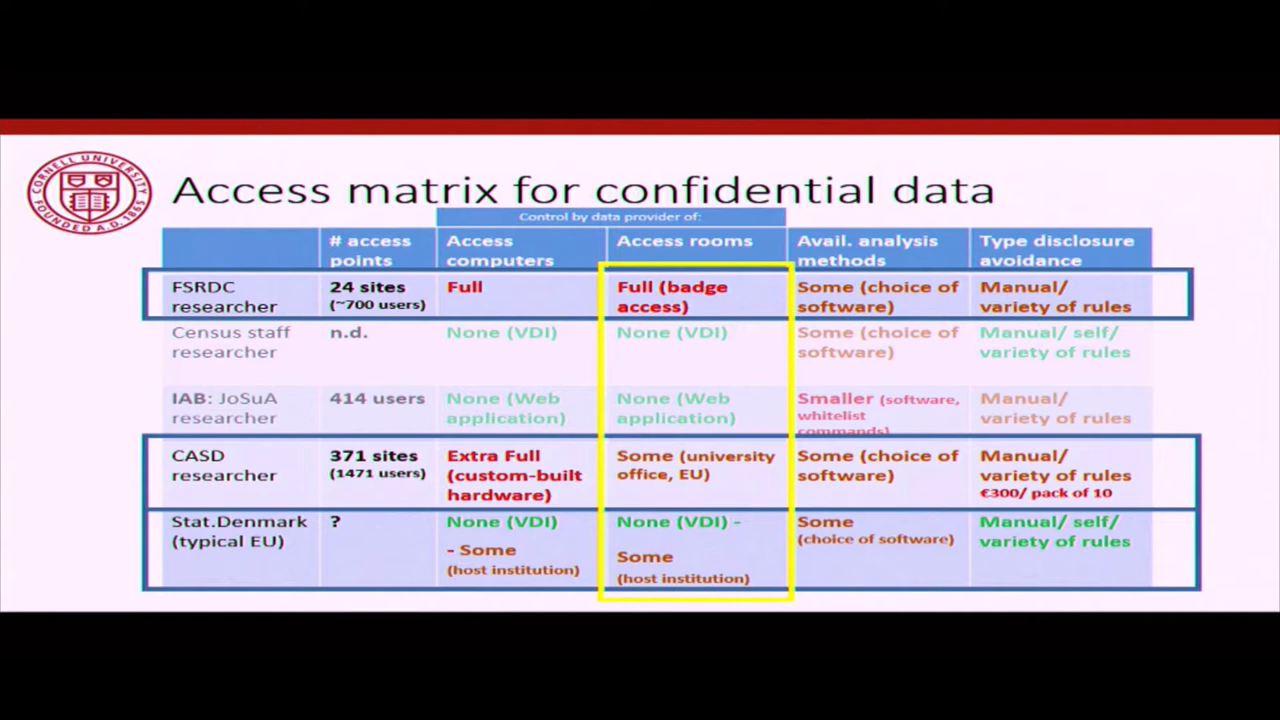 CORNELL UNIVERSITY
FOUNDED A.D. 1865
Access matrix for confidential data
Control by data provider of:
# access points
Access computers
Access rooms
Avail. analysis methods
Type disclosure avoidance
FSRDC researcher
24 sites
(~700 users)
Full
Full (badge access)
Some (choice of software)
Manual/
variety of rules
Census staff researcher
n.d.
None (VDI)
None (VDI)
Some (choice of software)
Manual/ self/
variety of rules
IAB: JoSuA researcher
414 users
None (Web application)
None (Web application)
Smaller (software, whitelist commands)
Manual/
variety of rules
CASD researcher
371 sites
(1471 users)
Extra Full (custom-built hardware)
Some (university office, EU)
Some (choice of software)
Manual/
variety of rules
€300/ pack of 10
Stat.Denmark (typical EU)
?
None (VDI)
- Some
(host institution)
None (VDI) -
Some
(host institution)
Some
(choice of software)
Manual/ self/
variety of rules